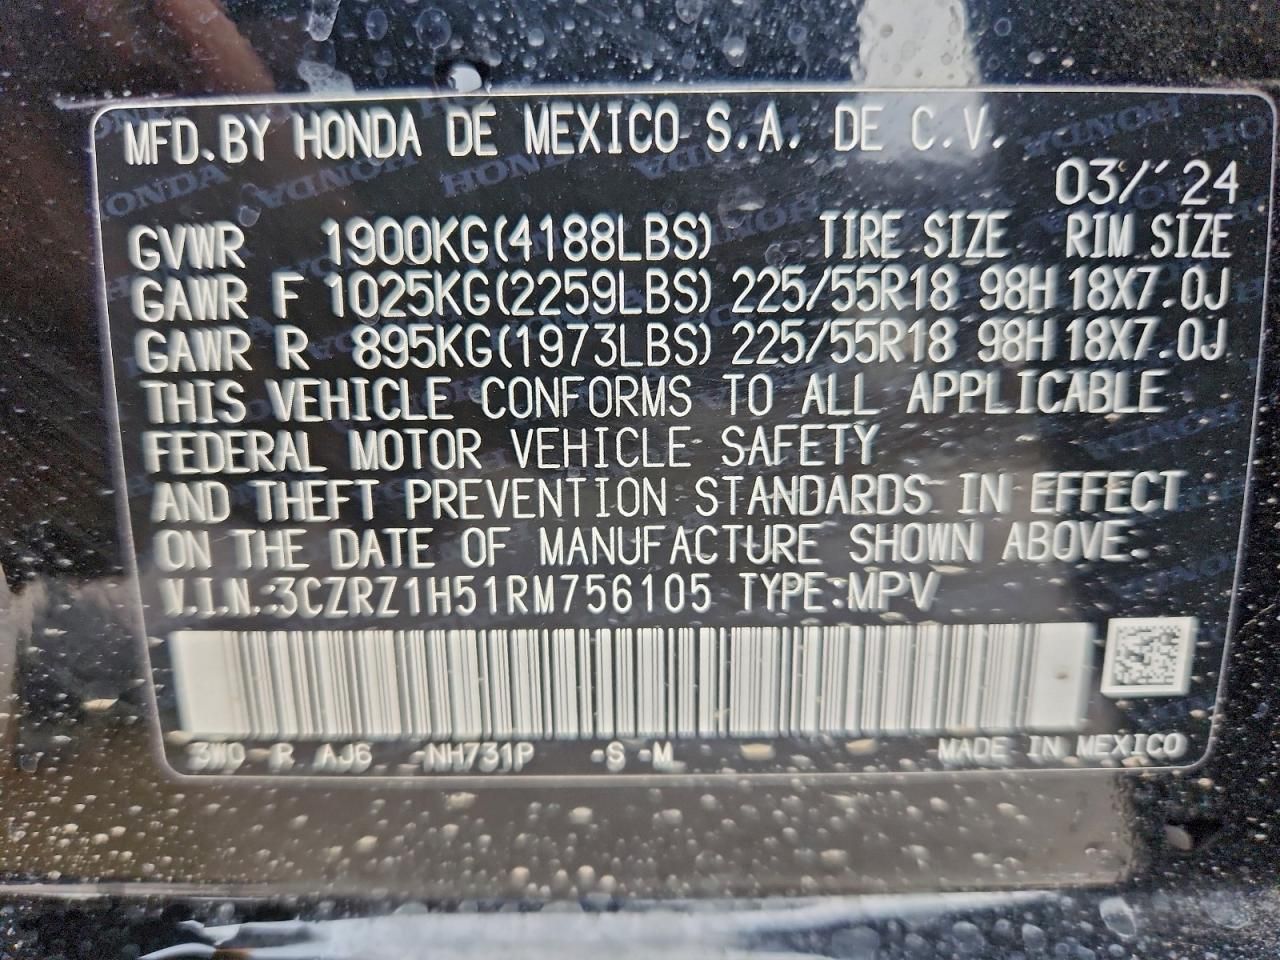 MFD.BY HONDA DE MEXICO S.A. DE C.V.
03/'24
GVWR 1900KG(4188LBS) TIRE SIZE RIM SIZE
GAWR F 1025KG(2259LBS) 225/55R18 98H 18X7.0J
GAWR R 895KG(1973LBS) 225/55R18 98H 18X7.0J
THIS VEHICLE CONFORMS TO ALL APPLICABLE
FEDERAL MOTOR VEHICLE SAFETY
AND THEFT PREVENTION STANDARDS IN EFFECT
ON THE DATE OF MANUFACTURE SHOWN ABOVE.
V.I.N.:3CZRZ1H51RM756105 TYPE:MPV
3W0 R AJ6 -NH731P -S -M MADE IN MEXICO